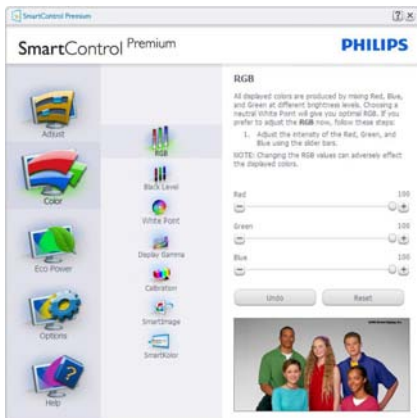 SmartControl Premium
SmartControl Premium
PHILIPS
Adjust
Color
Eco Power
Options
Help
RGB
Black Level
White Point
Display Gamma
Calibration
SmartImage
SmartKolor
RGB
All displayed colors are produced by mixing Red, Blue,
and Green at different brightness levels. Choosing a
neutral White Point will give you optimal RGB. If you
prefer to adjust the RGB now, follow these steps:
1. Adjust the intensity of the Red, Green, and
Blue using the slider bars.
NOTE: Changing the RGB values can adversely effect
the displayed colors.
Red 100
Green 100
Blue 100
Undo Reset